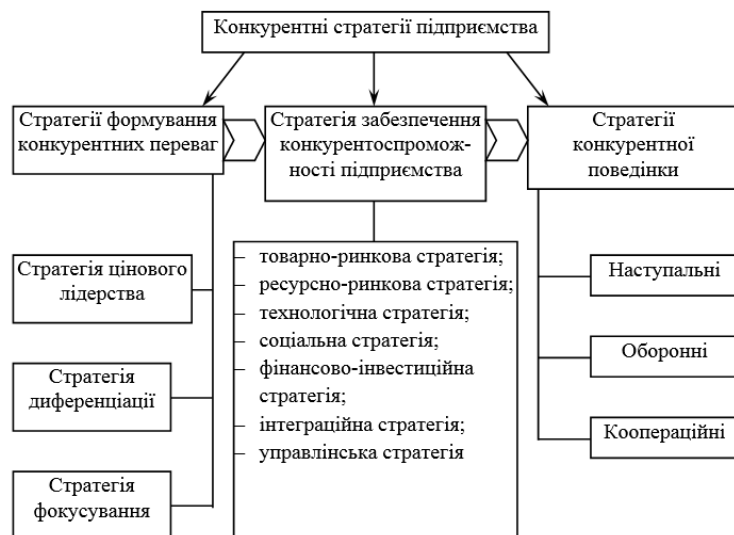 Конкурентні стратегії підприємства
Стратегії формування
конкурентних переваг
Стратегія забезпечення
конкурентоспромож-
ності підприємства
Стратегії
конкурентної
поведінки
Стратегія цінового
лідерства
Стратегія
диференціації
Стратегія
фокусування
– товарно-ринкова стратегія;
– ресурсно-ринкова стратегія;
– технологічна стратегія;
– соціальна стратегія;
– фінансово-інвестиційна
стратегія;
– інтеграційна стратегія;
– управлінська стратегія
Наступальні
Оборонні
Коопераційні